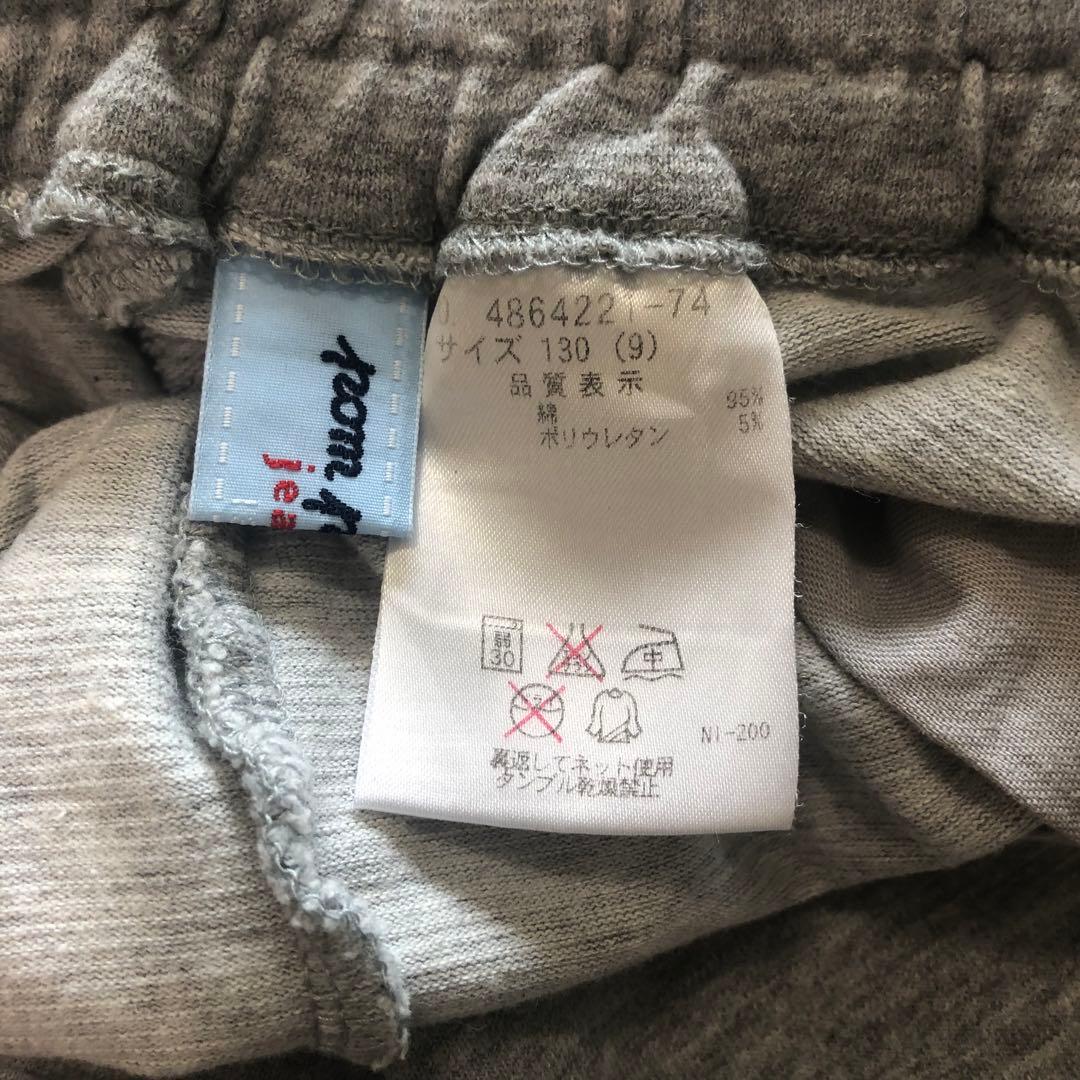 486422 -74
サイズ 130 (9)
品質表示
綿 95%
ポリウレタン 5%
弱
30
中
NI-200
裏返してネット使用
タンブル乾燥禁止
jea